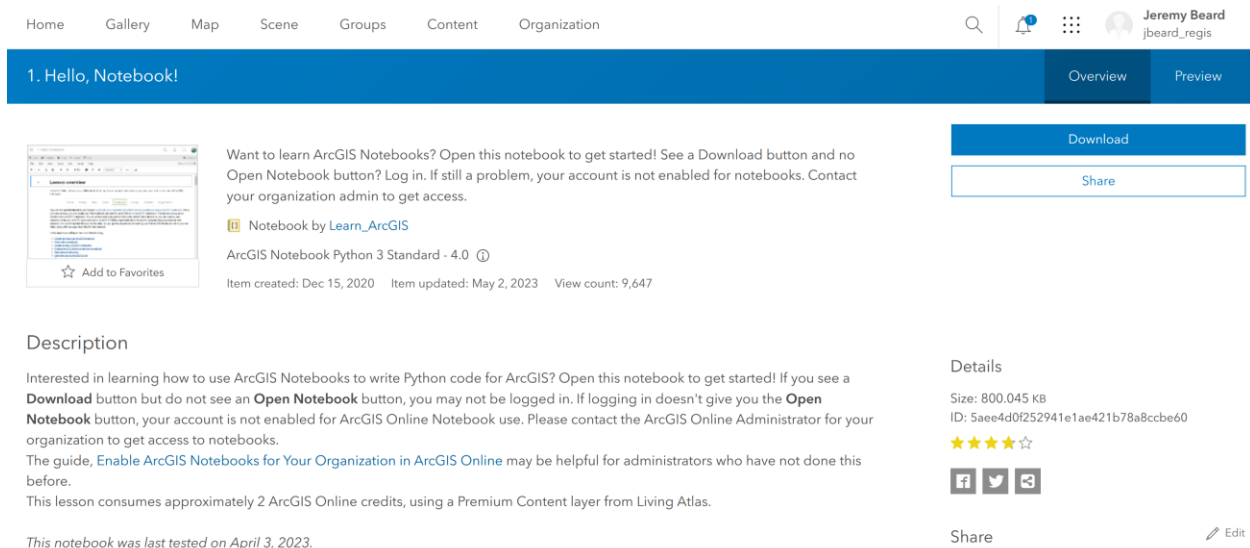 Home Gallery Map Scene Groups Content Organization
1
Jeremy Beard
jbeard_regis
1. Hello, Notebook!
Overview Preview
Download
Share
Want to learn ArcGIS Notebooks? Open this notebook to get started! See a Download button and no
Open Notebook button? Log in. If still a problem, your account is not enabled for notebooks. Contact
your organization admin to get access.
Notebook by Learn_ArcGIS
ArcGIS Notebook Python 3 Standard - 4.0
Item created: Dec 15, 2020 Item updated: May 2, 2023 View count: 9,647
Lesson overview
Add to Favorites
Description
Interested in learning how to use ArcGIS Notebooks to write Python code for ArcGIS? Open this notebook to get started! If you see a
Download button but do not see an Open Notebook button, you may not be logged in. If logging in doesn't give you the Open
Notebook button, your account is not enabled for ArcGIS Online Notebook use. Please contact the ArcGIS Online Administrator for your
organization to get access to notebooks.
The guide, Enable ArcGIS Notebooks for Your Organization in ArcGIS Online may be helpful for administrators who have not done this
before.
This lesson consumes approximately 2 ArcGIS Online credits, using a Premium Content layer from Living Atlas.
This notebook was last tested on April 3, 2023.
Details
Size: 800.045 KB
ID: 5aee4d0f252941e1ae421b78a8ccbe60
Share
Edit